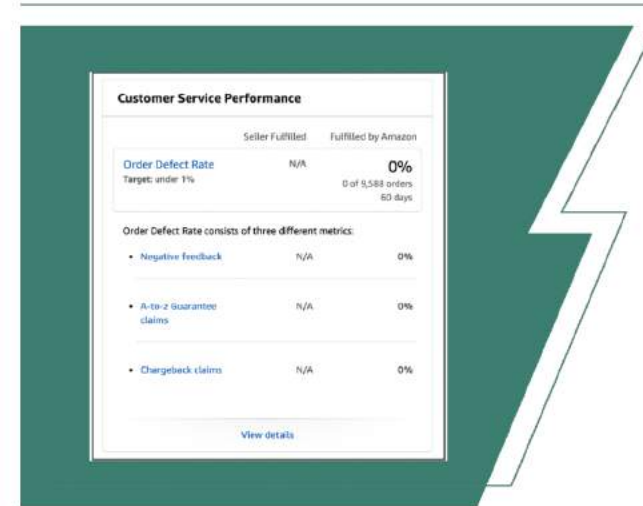 Customer Service Performance
Seller Fulfilled Fulfilled by Amazon
Order Defect Rate N/A 0%
Target: under 1% 0 of 9,588 orders
60 days
Order Defect Rate consists of three different metrics:
• Negative feedback N/A 0%
• A-to-z Guarantee N/A 0%
claims
• Chargeback claims N/A 0%
View details